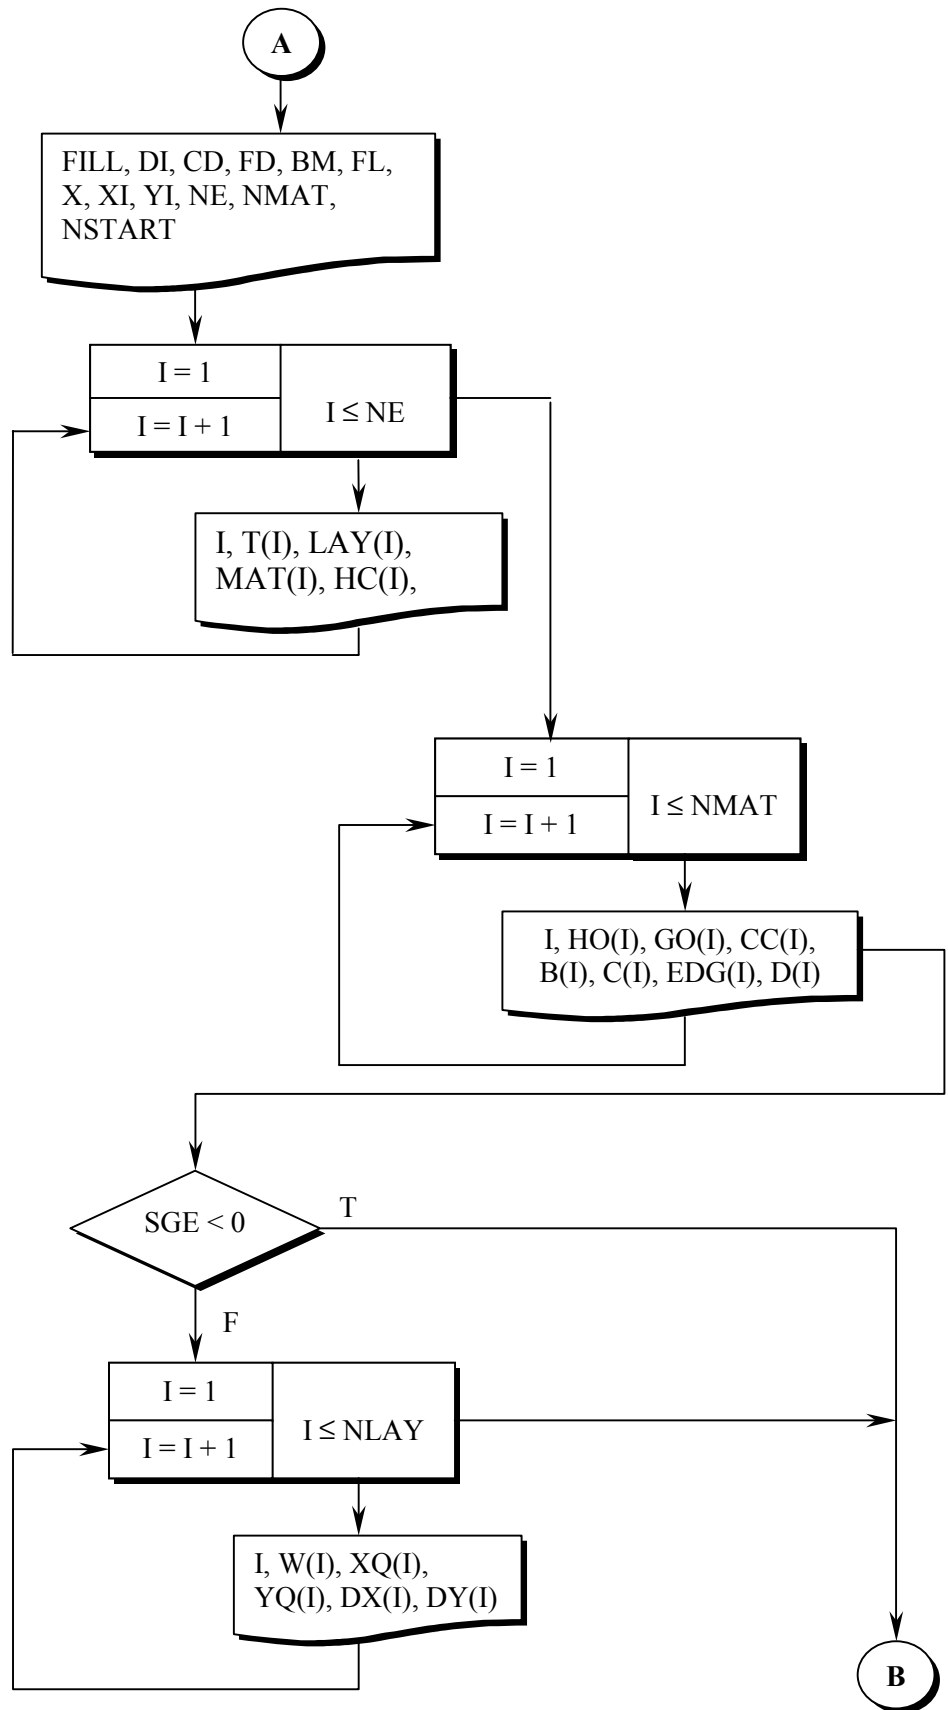 A
FILL, DI, CD, FD, BM, FL,
X, XI, YI, NE, NMAT,
NSTART
I = 1
I = I + 1
I ≤ NE
I, T(I), LAY(I),
MAT(I), HC(I),
I = 1
I = I + 1
I ≤ NMAT
I, HO(I), GO(I), CC(I),
B(I), C(I), EDG(I), D(I)
SGE < 0
T
F
I = 1
I = I + 1
I ≤ NLAY
I, W(I), XQ(I),
YQ(I), DX(I), DY(I)
B